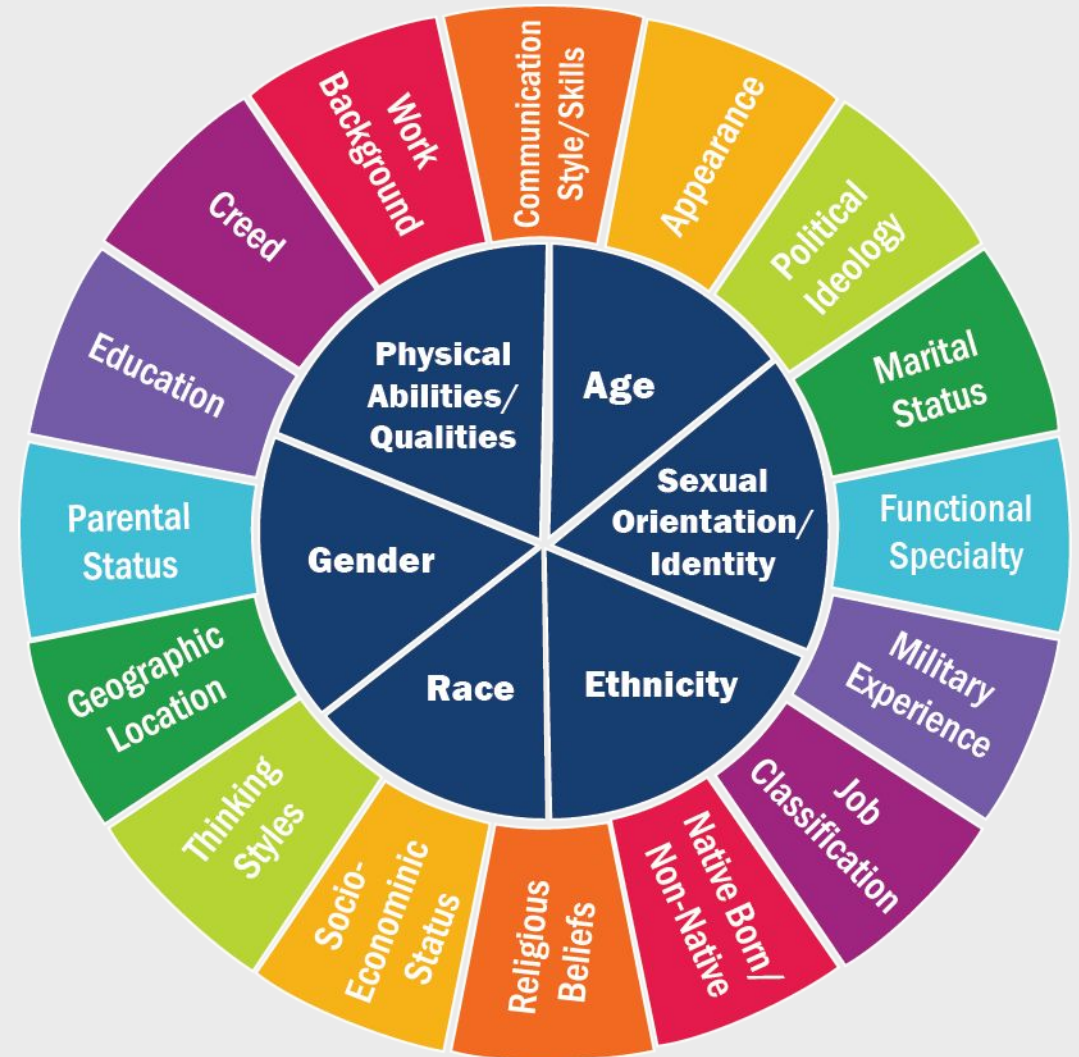 Communication
Style/Skills
Appearance
Political
Ideology
Marital
Status
Functional
Specialty
Military
Experience
Job
Classification
Native Born/
Non-Native
Religious
Beliefs
Socio-
Econominic
Status
Thinking
Styles
Geographic
Location
Parental
Status
Education
Creed
Work
Background
Physical
Abilities/
Qualities
Age
Sexual
Orientation/
Identity
Ethnicity
Race
Gender